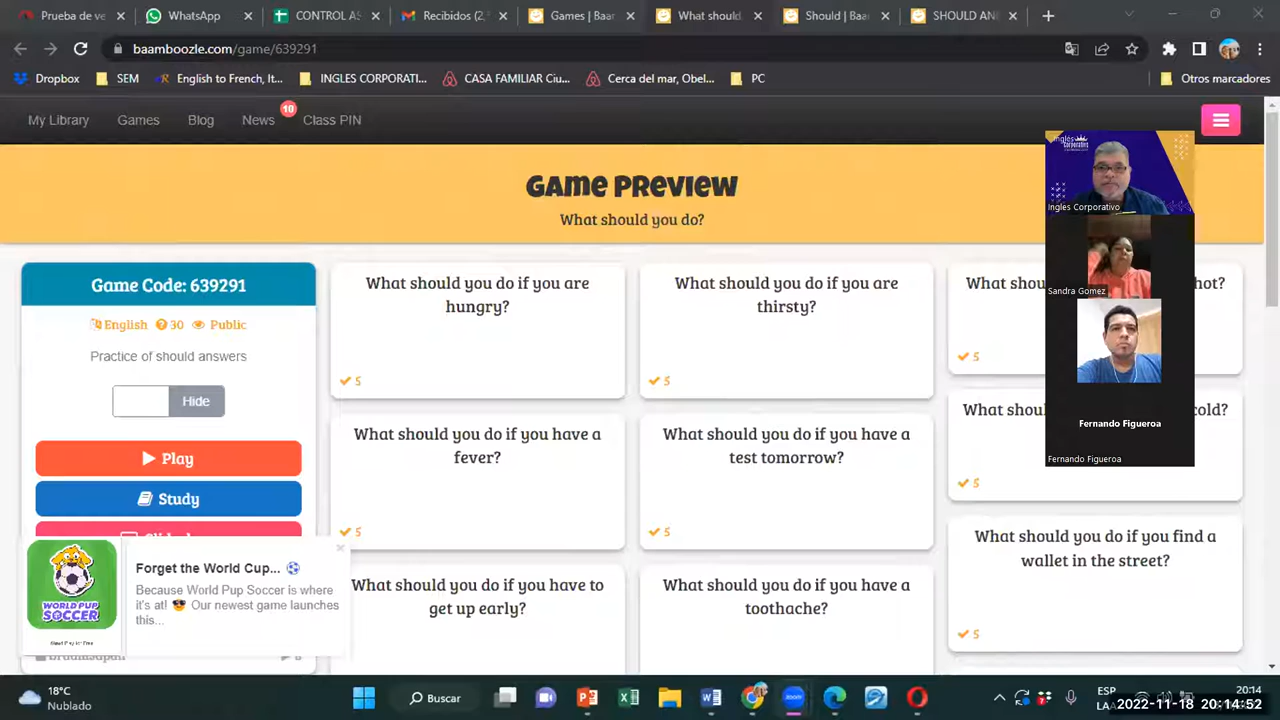 Prueba de ve
WhatsApp
CONTROL AS
Recibidos (2
Games | Baam
What should
Should | Baam
SHOULD AN
baamboozle.com/game/639291
Dropbox
SEM
English to French, It...
INGLES CORPORATI...
CASA FAMILIAR Ciu...
Cerca del mar, Obel...
PC
Otros marcadores
My Library
Games
Blog
News
10
Class PIN
Game Preview
What should you do?
Game Code: 639291
English
30
Public
Practice of should answers
Hide
Play
Study
Forget the World Cup...
Because World Pup Soccer is where
it's at! Our newest game launches
this...
WORLD PUP
SOCCER
What should you do if you are
hungry?
5
What should you do if you are
thirsty?
5
What shou
hot?
5
What should you do if you have a
fever?
5
What should you do if you have a
test tomorrow?
5
What shou
cold?
5
What should you do if you have to
get up early?
What should you do if you have a
toothache?
What should you do if you find a
wallet in the street?
5
Inglés
Corporativo
Ingles Corporativo
Sandra Gomez
Fernando Figueroa
Fernando Figueroa
18°C
Nublado
Buscar
zoom
ESP
LAA
20:14
2022-11-18 20:14:52